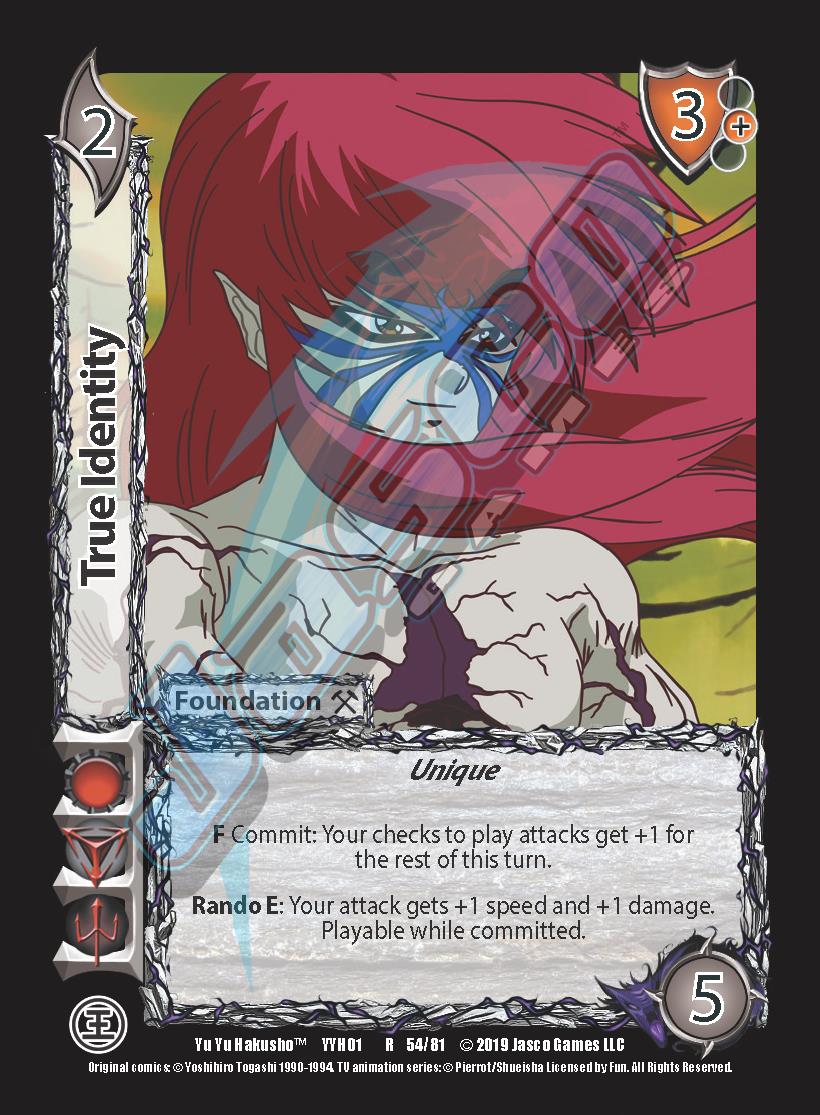 2
3
+
True Identity
Foundation
Unique
F Commit: Your checks to play attacks get +1 for
the rest of this turn.
Rando E: Your attack gets +1 speed and +1 damage.
Playable while committed.
5
王
Yu Yu Hakusho™ YYH01 R 54/81 © 2019 Jasco Games LLC
Original comics: © Yoshihiro Togashi 1990-1994. TV animation series: © Pierrot/Shueisha Licensed by Fun. All Rights Reserved.